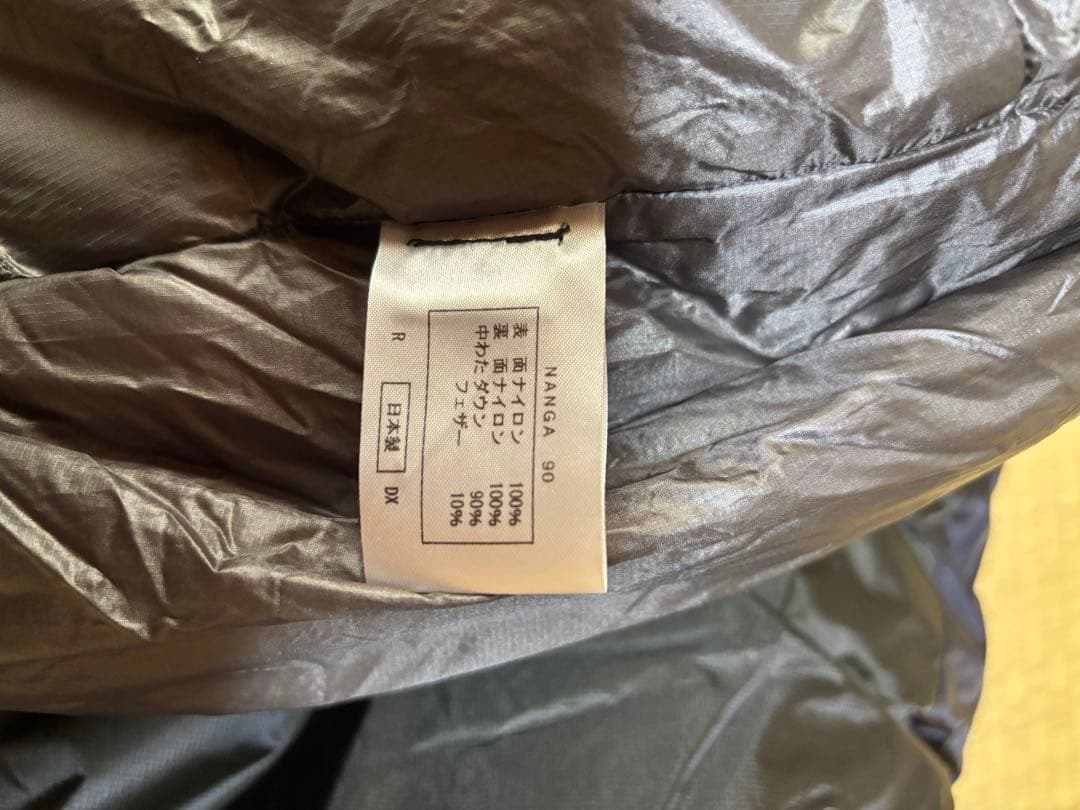 NANGA 90
表 面ナイロン 100%
裏 面ナイロン 100%
中わたダウン 90%
フェザー 10%
R 日本製 DX